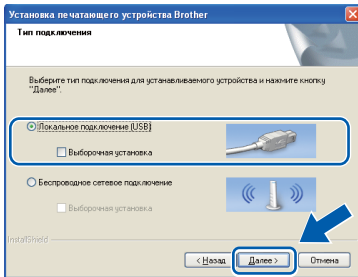 Установка печатающего устройства Brother
Тип подключения
Выберите тип подключения для устанавливаемого устройства и нажмите кнопку
"Далее".
Локальное подключение (USB)
Выборочная установка
Беспроводное сетевое подключение
Выборочная установка
InstallShield
< Назад
Далее >
Отмена